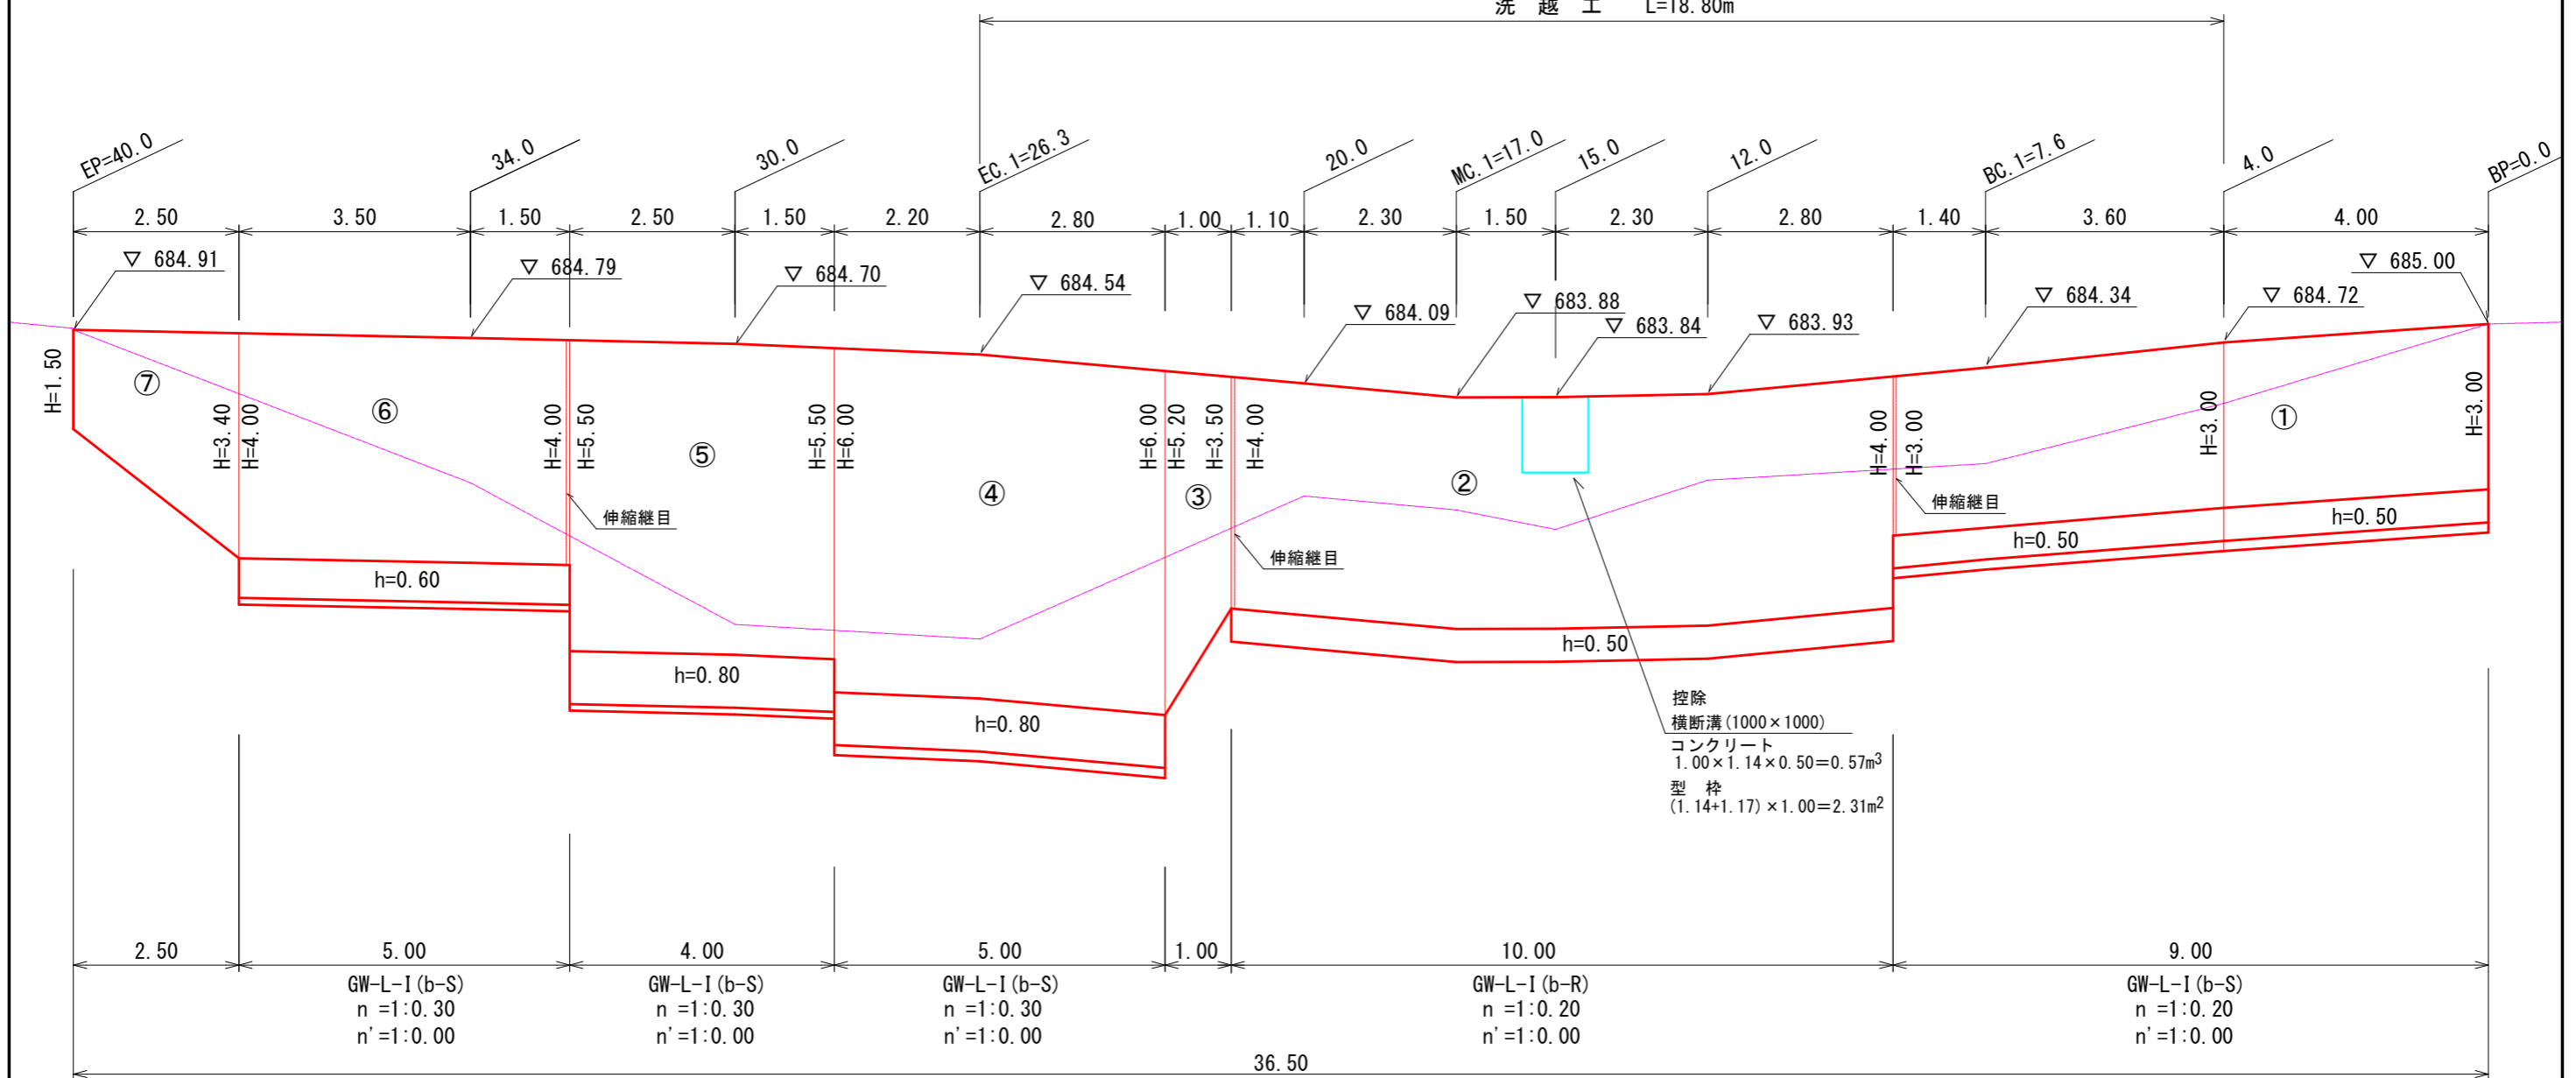 洗 越 工 L=18.80m
EP=40.0
34.0
30.0
EC.1=26.3
20.0
MC.1=17.0
15.0
12.0
BC.1=7.6
4.0
BP=0.0
2.50 3.50 1.50 2.50 1.50 2.20 2.80 1.00 1.10 2.30 1.50 2.30 2.80 1.40 3.60 4.00
▽ 684.91
▽ 684.79
▽ 684.70
▽ 684.54
▽ 684.09
▽ 683.88
▽ 683.84
▽ 683.93
▽ 684.34
▽ 684.72
▽ 685.00
H=1.50
⑦
H=3.40
H=4.00
⑥
H=4.00
H=5.50
⑤
H=5.50
H=6.00
④
H=6.00
H=5.20
③
H=3.50
H=4.00
②
H=4.00
H=3.00
H=3.00
①
H=3.00
伸縮継目
伸縮継目
伸縮継目
h=0.60
h=0.80
h=0.80
h=0.50
h=0.50
h=0.50
控除
横断溝(1000×1000)
コンクリート
1.00×1.14×0.50=0.57m³
型 枠
(1.14+1.17)×1.00=2.31m²
2.50 5.00 4.00 5.00 1.00 10.00 9.00
GW-L-I(b-S)
n =1:0.30
n'=1:0.00
GW-L-I(b-S)
n =1:0.30
n'=1:0.00
GW-L-I(b-S)
n =1:0.30
n'=1:0.00
GW-L-I(b-R)
n =1:0.20
n'=1:0.00
GW-L-I(b-S)
n =1:0.20
n'=1:0.00
36.50